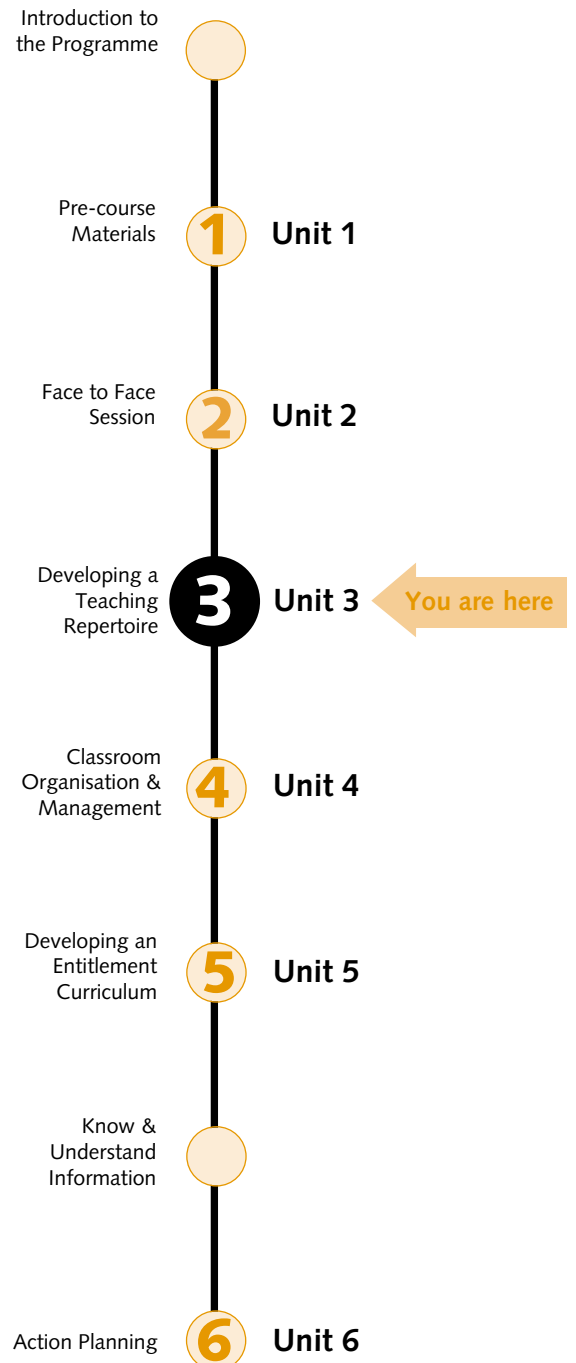 Introduction to
the Programme
Pre-course
Materials
1
Unit 1
Face to Face
Session
2
Unit 2
Developing a
Teaching
Repertoire
3
Unit 3
You are here
Classroom
Organisation &
Management
4
Unit 4
Developing an
Entitlement
Curriculum
5
Unit 5
Know &
Understand
Information
Action Planning
6
Unit 6